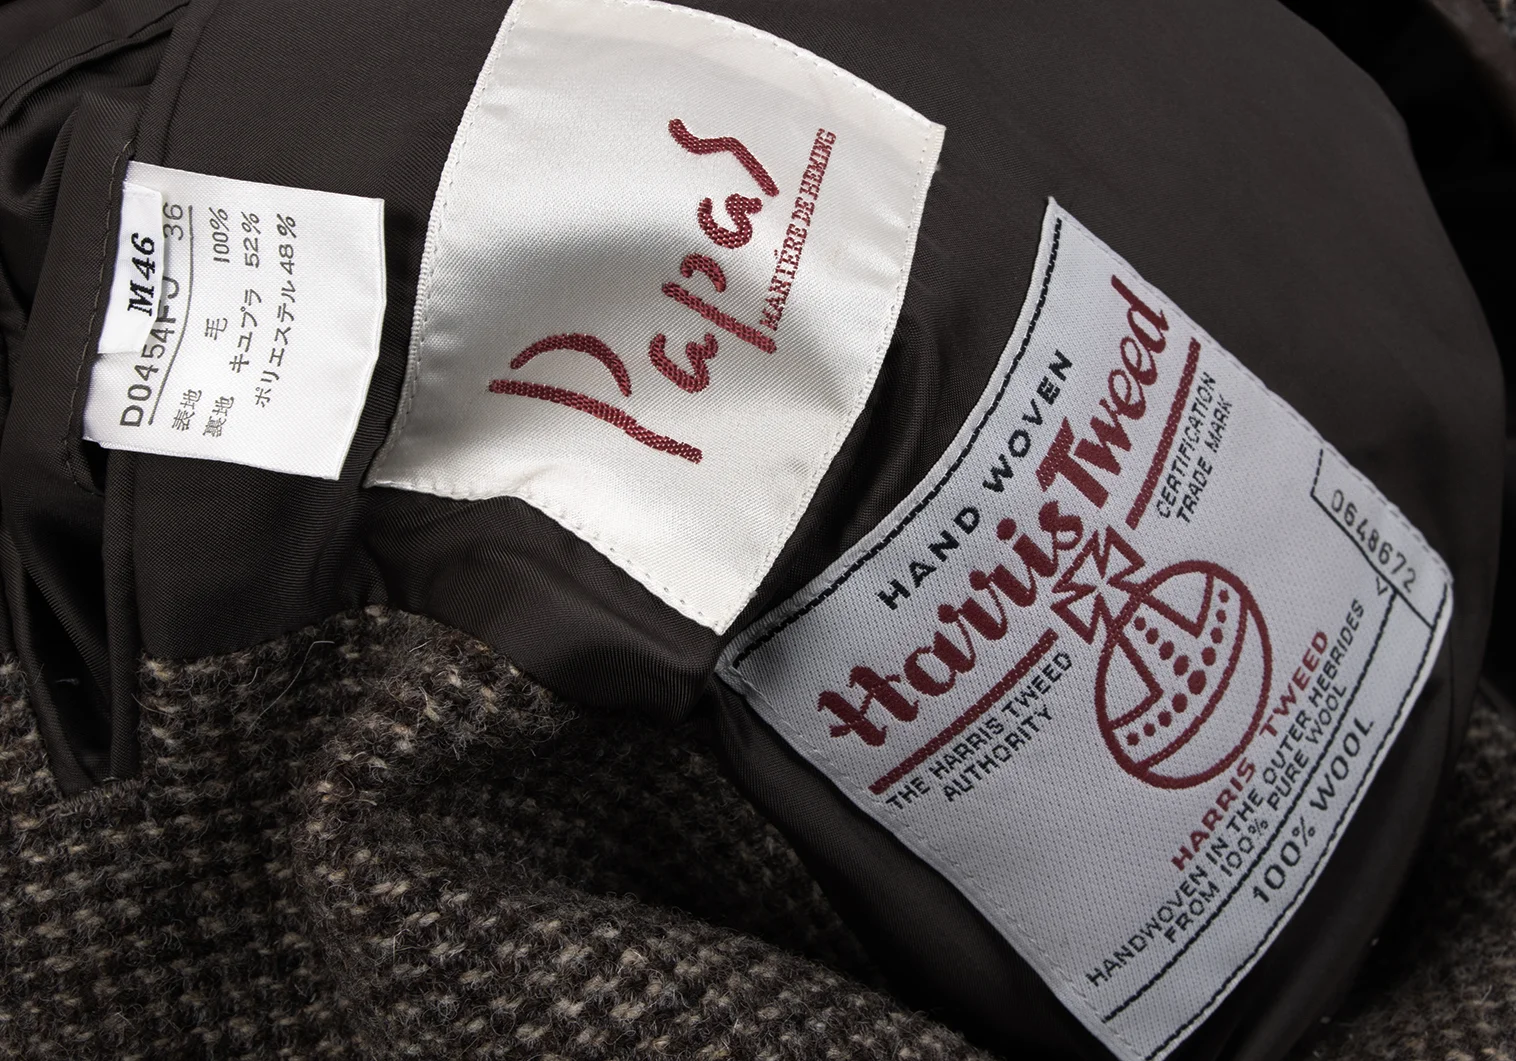 M46
D0454FJ 36
表地 毛 100%
裏地 キュプラ 52%
ポリエステル 48%
Papas
MANIÈRE DE HEMING
HAND WOVEN
Harris Tweed
THE HARRIS TWEED
AUTHORITY
CERTIFICATION
TRADE MARK
0648672
HARRIS TWEED
HANDWOVEN IN THE OUTER HEBRIDES
FROM 100% PURE WOOL
100% WOOL